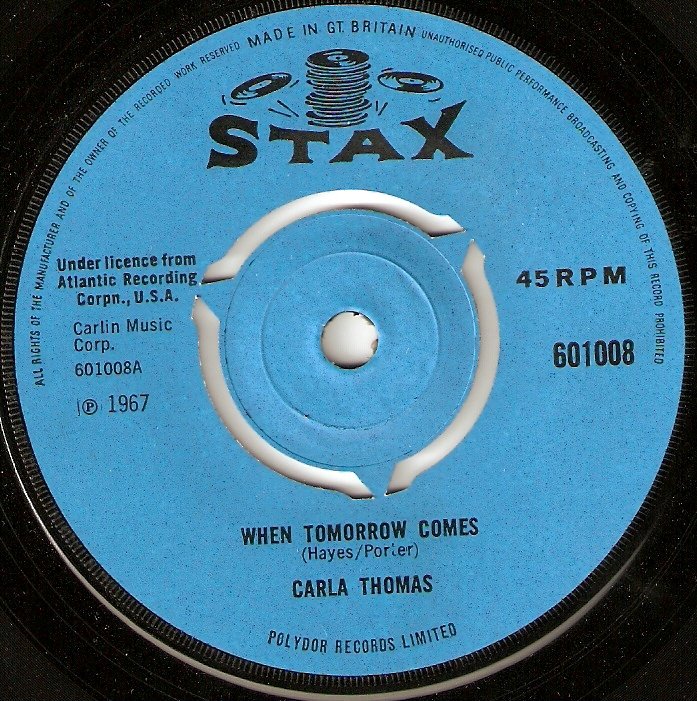 ALL RIGHTS OF THE MANUFACTURER AND OF THE OWNER OF THE RECORDED WORK RESERVED MADE IN GT. BRITAIN UNAUTHORISED PUBLIC PERFORMANCE BROADCASTING AND COPYING OF THIS RECORD PROHIBITED
STAX
Under licence from
Atlantic Recording
Corpn., U.S.A.
Carlin Music
Corp.
601008A
Ⓟ 1967
45 RPM
601008
WHEN TOMORROW COMES
(Hayes/Porter)
CARLA THOMAS
POLYDOR RECORDS LIMITED